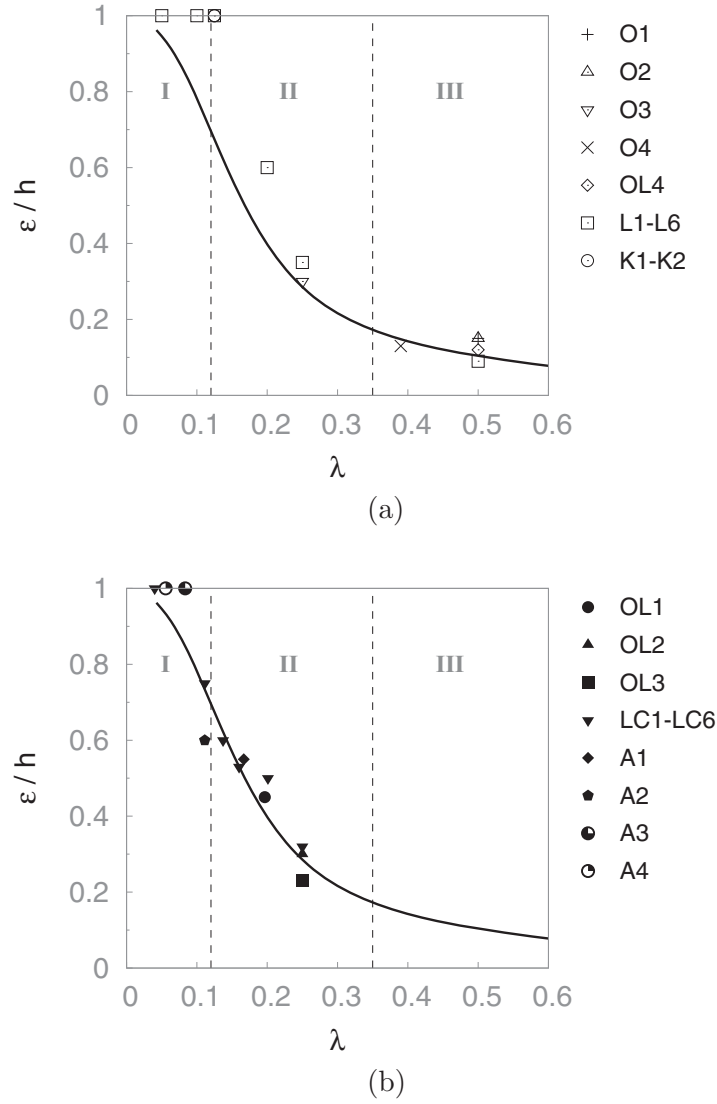 1
0.8
0.6
0.4
0.2
0
ε / h
I II III
0 0.1 0.2 0.3 0.4 0.5 0.6
λ
O1
O2
O3
O4
OL4
L1-L6
K1-K2
(a)
1
0.8
0.6
0.4
0.2
0
ε / h
I II III
0 0.1 0.2 0.3 0.4 0.5 0.6
λ
OL1
OL2
OL3
LC1-LC6
A1
A2
A3
A4
(b)